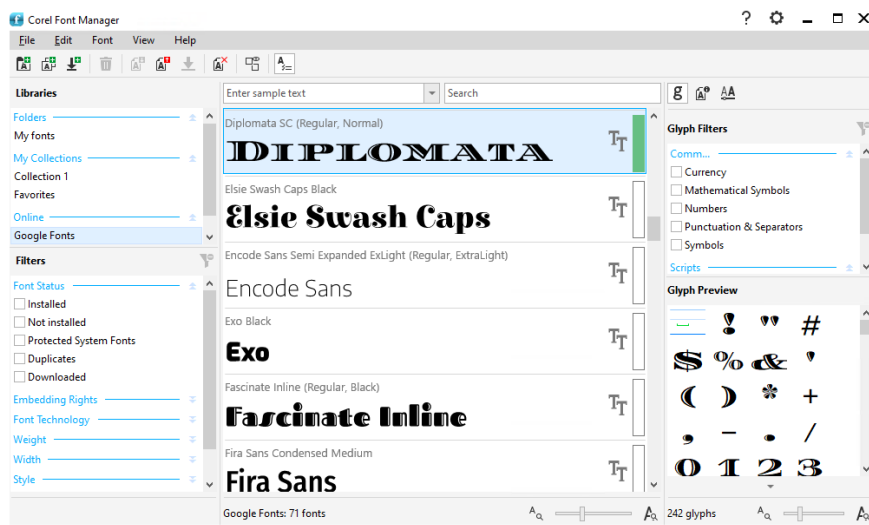 Corel Font Manager
File Edit Font View Help
Libraries
Folders
My fonts
My Collections
Collection 1
Favorites
Online
Google Fonts
Filters
Font Status
Installed
Not installed
Protected System Fonts
Duplicates
Downloaded
Embedding Rights
Font Technology
Weight
Width
Style
Enter sample text
Search
Diplomata SC (Regular, Normal)
DIPLOMATA
Elsie Swash Caps Black
Elsie Swash Caps
Encode Sans Semi Expanded ExLight (Regular, ExtraLight)
Encode Sans
Exo Black
Exo
Fascinate Inline (Regular, Black)
Fascinate Inline
Fira Sans Condensed Medium
Fira Sans
Google Fonts: 71 fonts
Glyph Filters
Comm...
Currency
Mathematical Symbols
Numbers
Punctuation & Separators
Symbols
Scripts
Glyph Preview
! " #
$ % & '
( ) * +
, - . /
0 1 2 3
242 glyphs